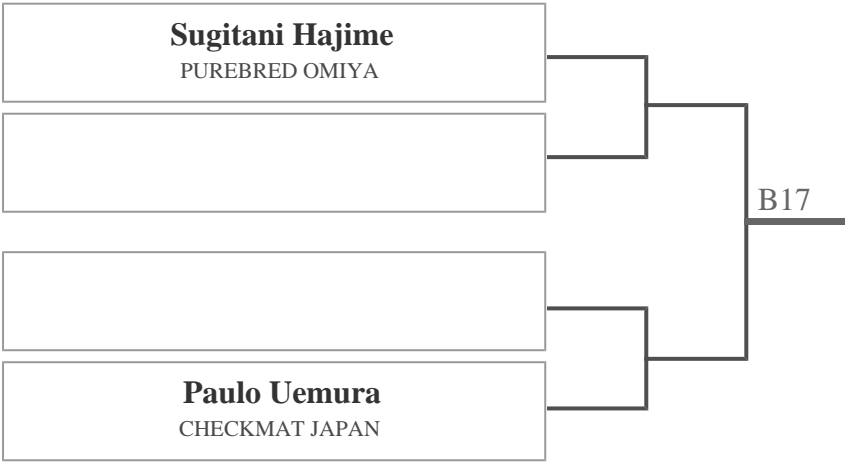 Sugitani Hajime
PUREBRED OMIYA
B17
Paulo Uemura
CHECKMAT JAPAN